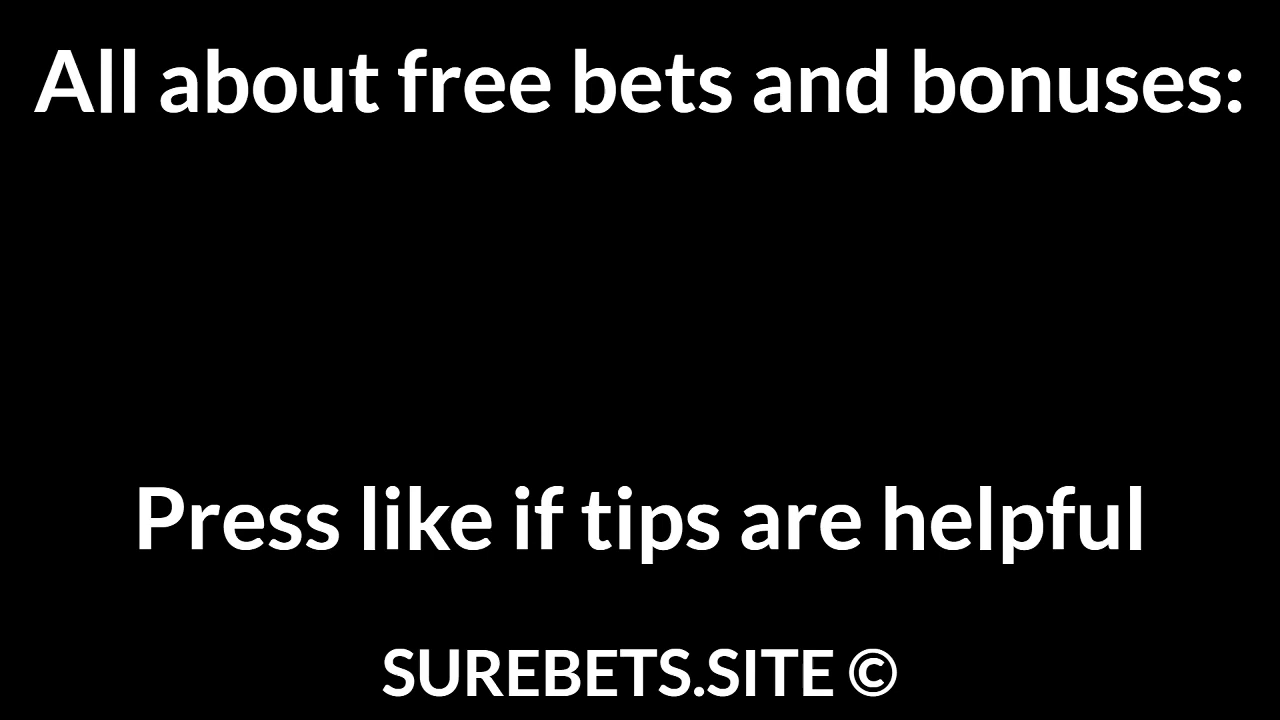 All about free bets and bonuses:
Press like if tips are helpful
SUREBETS.SITE ©